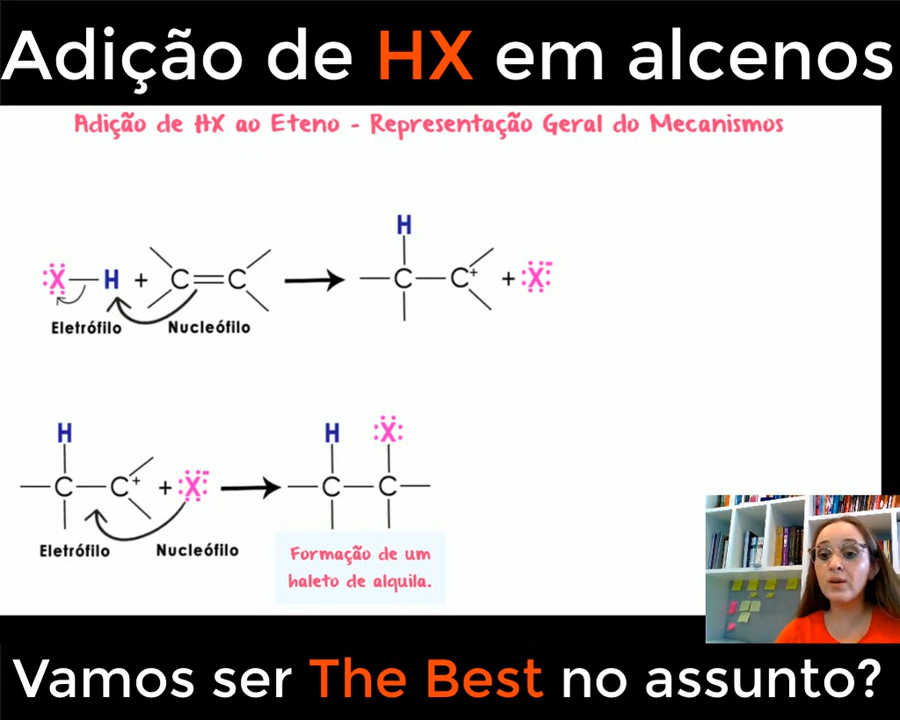 Adição de HX em alcenos
Adição de HX ao Eteno - Representação Geral do Mecanismos
H
:Ẍ—H + C=C → —C—C⁺ + :Ẍ:⁻
Eletrófilo Nucleófilo
H H :Ẍ:
—C—C⁺ + :Ẍ:⁻ → —C—C—
Eletrófilo Nucleófilo
Formação de um
haleto de alquila.
Vamos ser The Best no assunto?